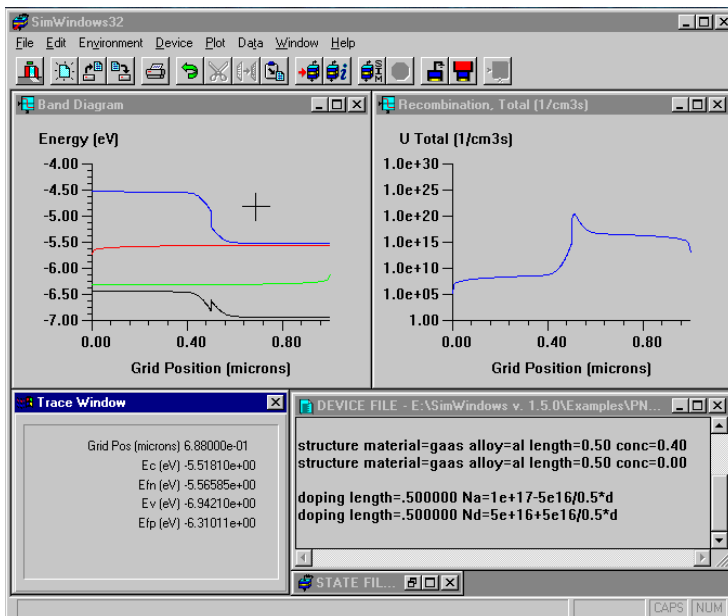 SimWindows32
File Edit Environment Device Plot Data Window Help
SIM
Band Diagram
Energy (eV)
-4.00
-4.50
-5.00
-5.50
-6.00
-6.50
-7.00
0.00 0.40 0.80
Grid Position (microns)
Recombination, Total (1/cm3s)
U Total (1/cm3s)
1.0e+30
1.0e+25
1.0e+20
1.0e+15
1.0e+10
1.0e+05
1.00
0.00 0.40 0.80
Grid Position (microns)
Trace Window
Grid Pos (microns) 6.88000e-01
Ec (eV) -5.51810e+00
Efn (eV) -5.56585e+00
Ev (eV) -6.94210e+00
Efp (eV) -6.31011e+00
DEVICE FILE - E:\SimWindows v. 1.5.0\Examples\PN...
structure material=gaas alloy=al length=0.50 conc=0.40
structure material=gaas alloy=al length=0.50 conc=0.00
doping length=.500000 Na=1e+17-5e16/0.5*d
doping length=.500000 Nd=5e+16+5e16/0.5*d
STATE FIL...
CAPS NUM